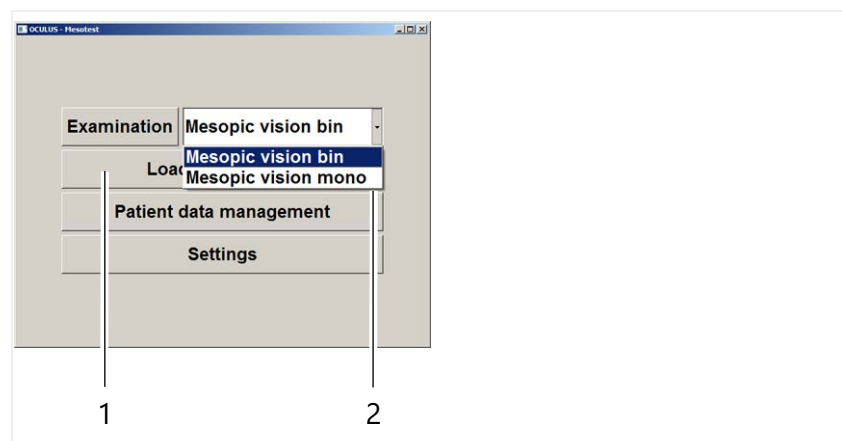 OCULUS - Mesotest
Examination Mesopic vision bin
Mesopic vision bin
Mesopic vision mono
Patient data management
Settings
1 2